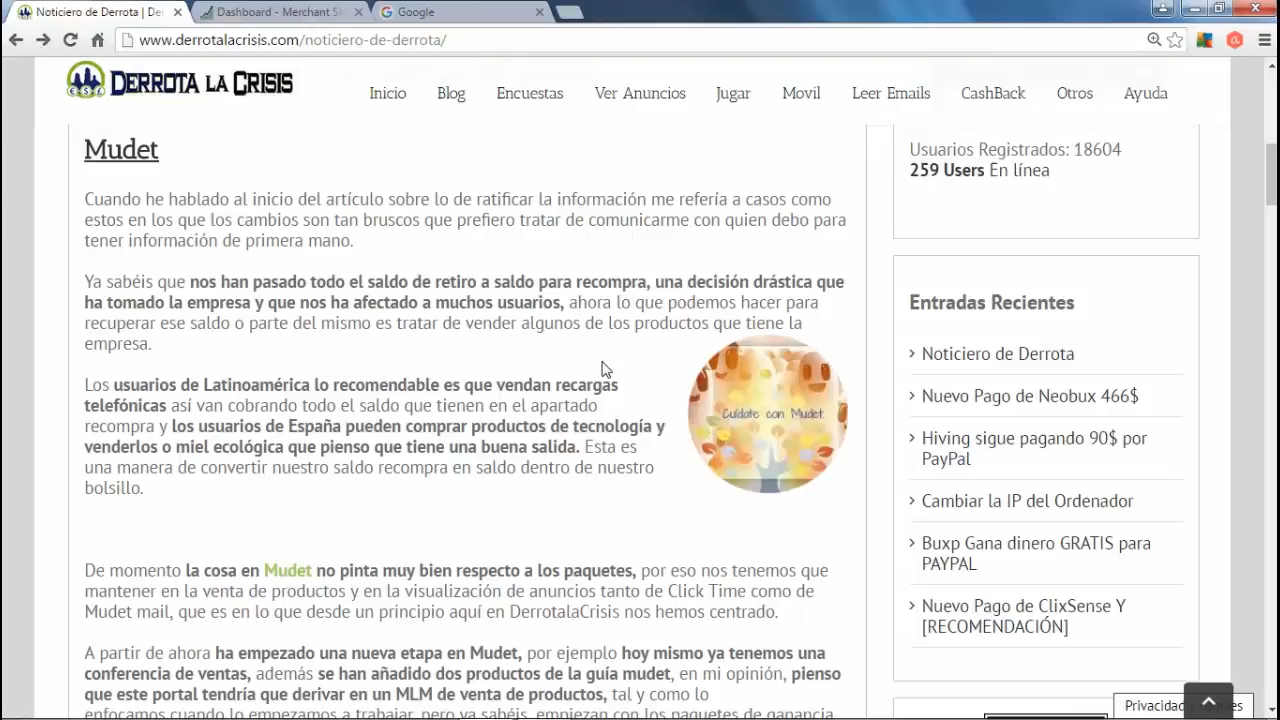 Noticiero de Derrota | De
Dashboard - Merchant S
Google
www.derrotalacrisis.com/noticiero-de-derrota/
DERROTA LA CRISIS
Inicio Blog Encuestas Ver Anuncios Jugar Movil Leer Emails CashBack Otros Ayuda
Mudet
Cuando he hablado al inicio del artículo sobre lo de ratificar la información me refería a casos como
estos en los que los cambios son tan bruscos que prefiero tratar de comunicarme con quien debo para
tener información de primera mano.
Ya sabéis que nos han pasado todo el saldo de retiro a saldo para recompra, una decisión drástica que
ha tomado la empresa y que nos ha afectado a muchos usuarios, ahora lo que podemos hacer para
recuperar ese saldo o parte del mismo es tratar de vender algunos de los productos que tiene la
empresa.
Los usuarios de Latinoamérica lo recomendable es que vendan recargas
telefónicas así van cobrando todo el saldo que tienen en el apartado
recompra y los usuarios de España pueden comprar productos de tecnología y
venderlos o miel ecológica que pienso que tiene una buena salida. Esta es
una manera de convertir nuestro saldo recompra en saldo dentro de nuestro
bolsillo.
Cuídate con Mudet
De momento la cosa en Mudet no pinta muy bien respecto a los paquetes, por eso nos tenemos que
mantener en la venta de productos y en la visualización de anuncios tanto de Click Time como de
Mudet mail, que es en lo que desde un principio aquí en DerrotalaCrisis nos hemos centrado.
A partir de ahora ha empezado una nueva etapa en Mudet, por ejemplo hoy mismo ya tenemos una
conferencia de ventas, además se han añadido dos productos de la guía mudet, en mi opinión, pienso
que este portal tendría que derivar en un MLM de venta de productos, tal y como lo
enfocamos cuando lo empezamos a trabajar, pero ya sabéis, empiezan con los paquetes de ganancia
Usuarios Registrados: 18604
259 Users En línea
Entradas Recientes
Noticiero de Derrota
Nuevo Pago de Neobux 466$
Hiving sigue pagando 90$ por
PayPal
Cambiar la IP del Ordenador
Buxp Gana dinero GRATIS para
PAYPAL
Nuevo Pago de ClixSense Y
[RECOMENDACIÓN]